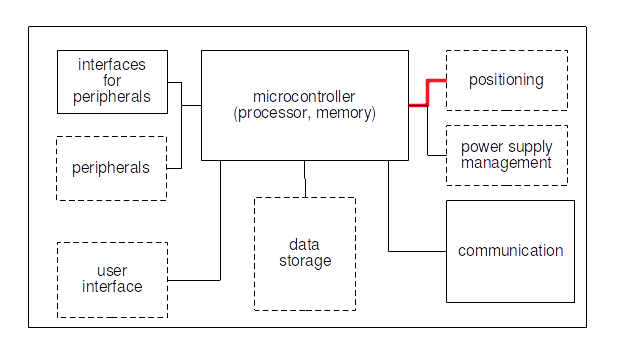 interfaces
for
peripherals
microcontroller
(processor, memory)
positioning
peripherals
power supply
management
user
interface
data
storage
communication